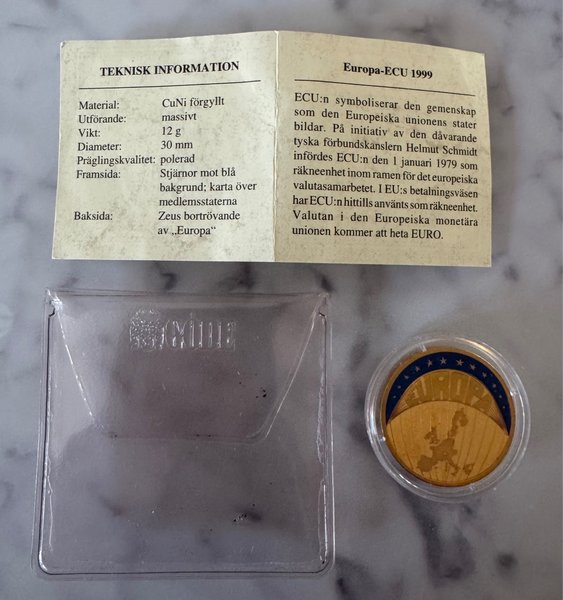 TEKNISK INFORMATION
Material: CuNi förgyllt
Utförande: massivt
Vikt: 12 g
Diameter: 30 mm
Präglingskvalitet: polerad
Framsida: Stjärnor mot blå
bakgrund; karta över
medlemsstaterna
Baksida: Zeus bortrövande
av „Europa“
Europa-ECU 1999
ECU:n symboliserar den gemenskap
som den Europeiska unionens stater
bildar. På initiativ av den dåvarande
tyska förbundskanslern Helmut Schmidt
infördes ECU:n den 1 januari 1979 som
räkneenhet inom ramen för det europeiska
valutasamarbetet. I EU:s betalningsväsen
har ECU:n hittills använts som räkneenhet.
Valutan i den Europeiska monetära
unionen kommer att heta EURO.
EUROPA